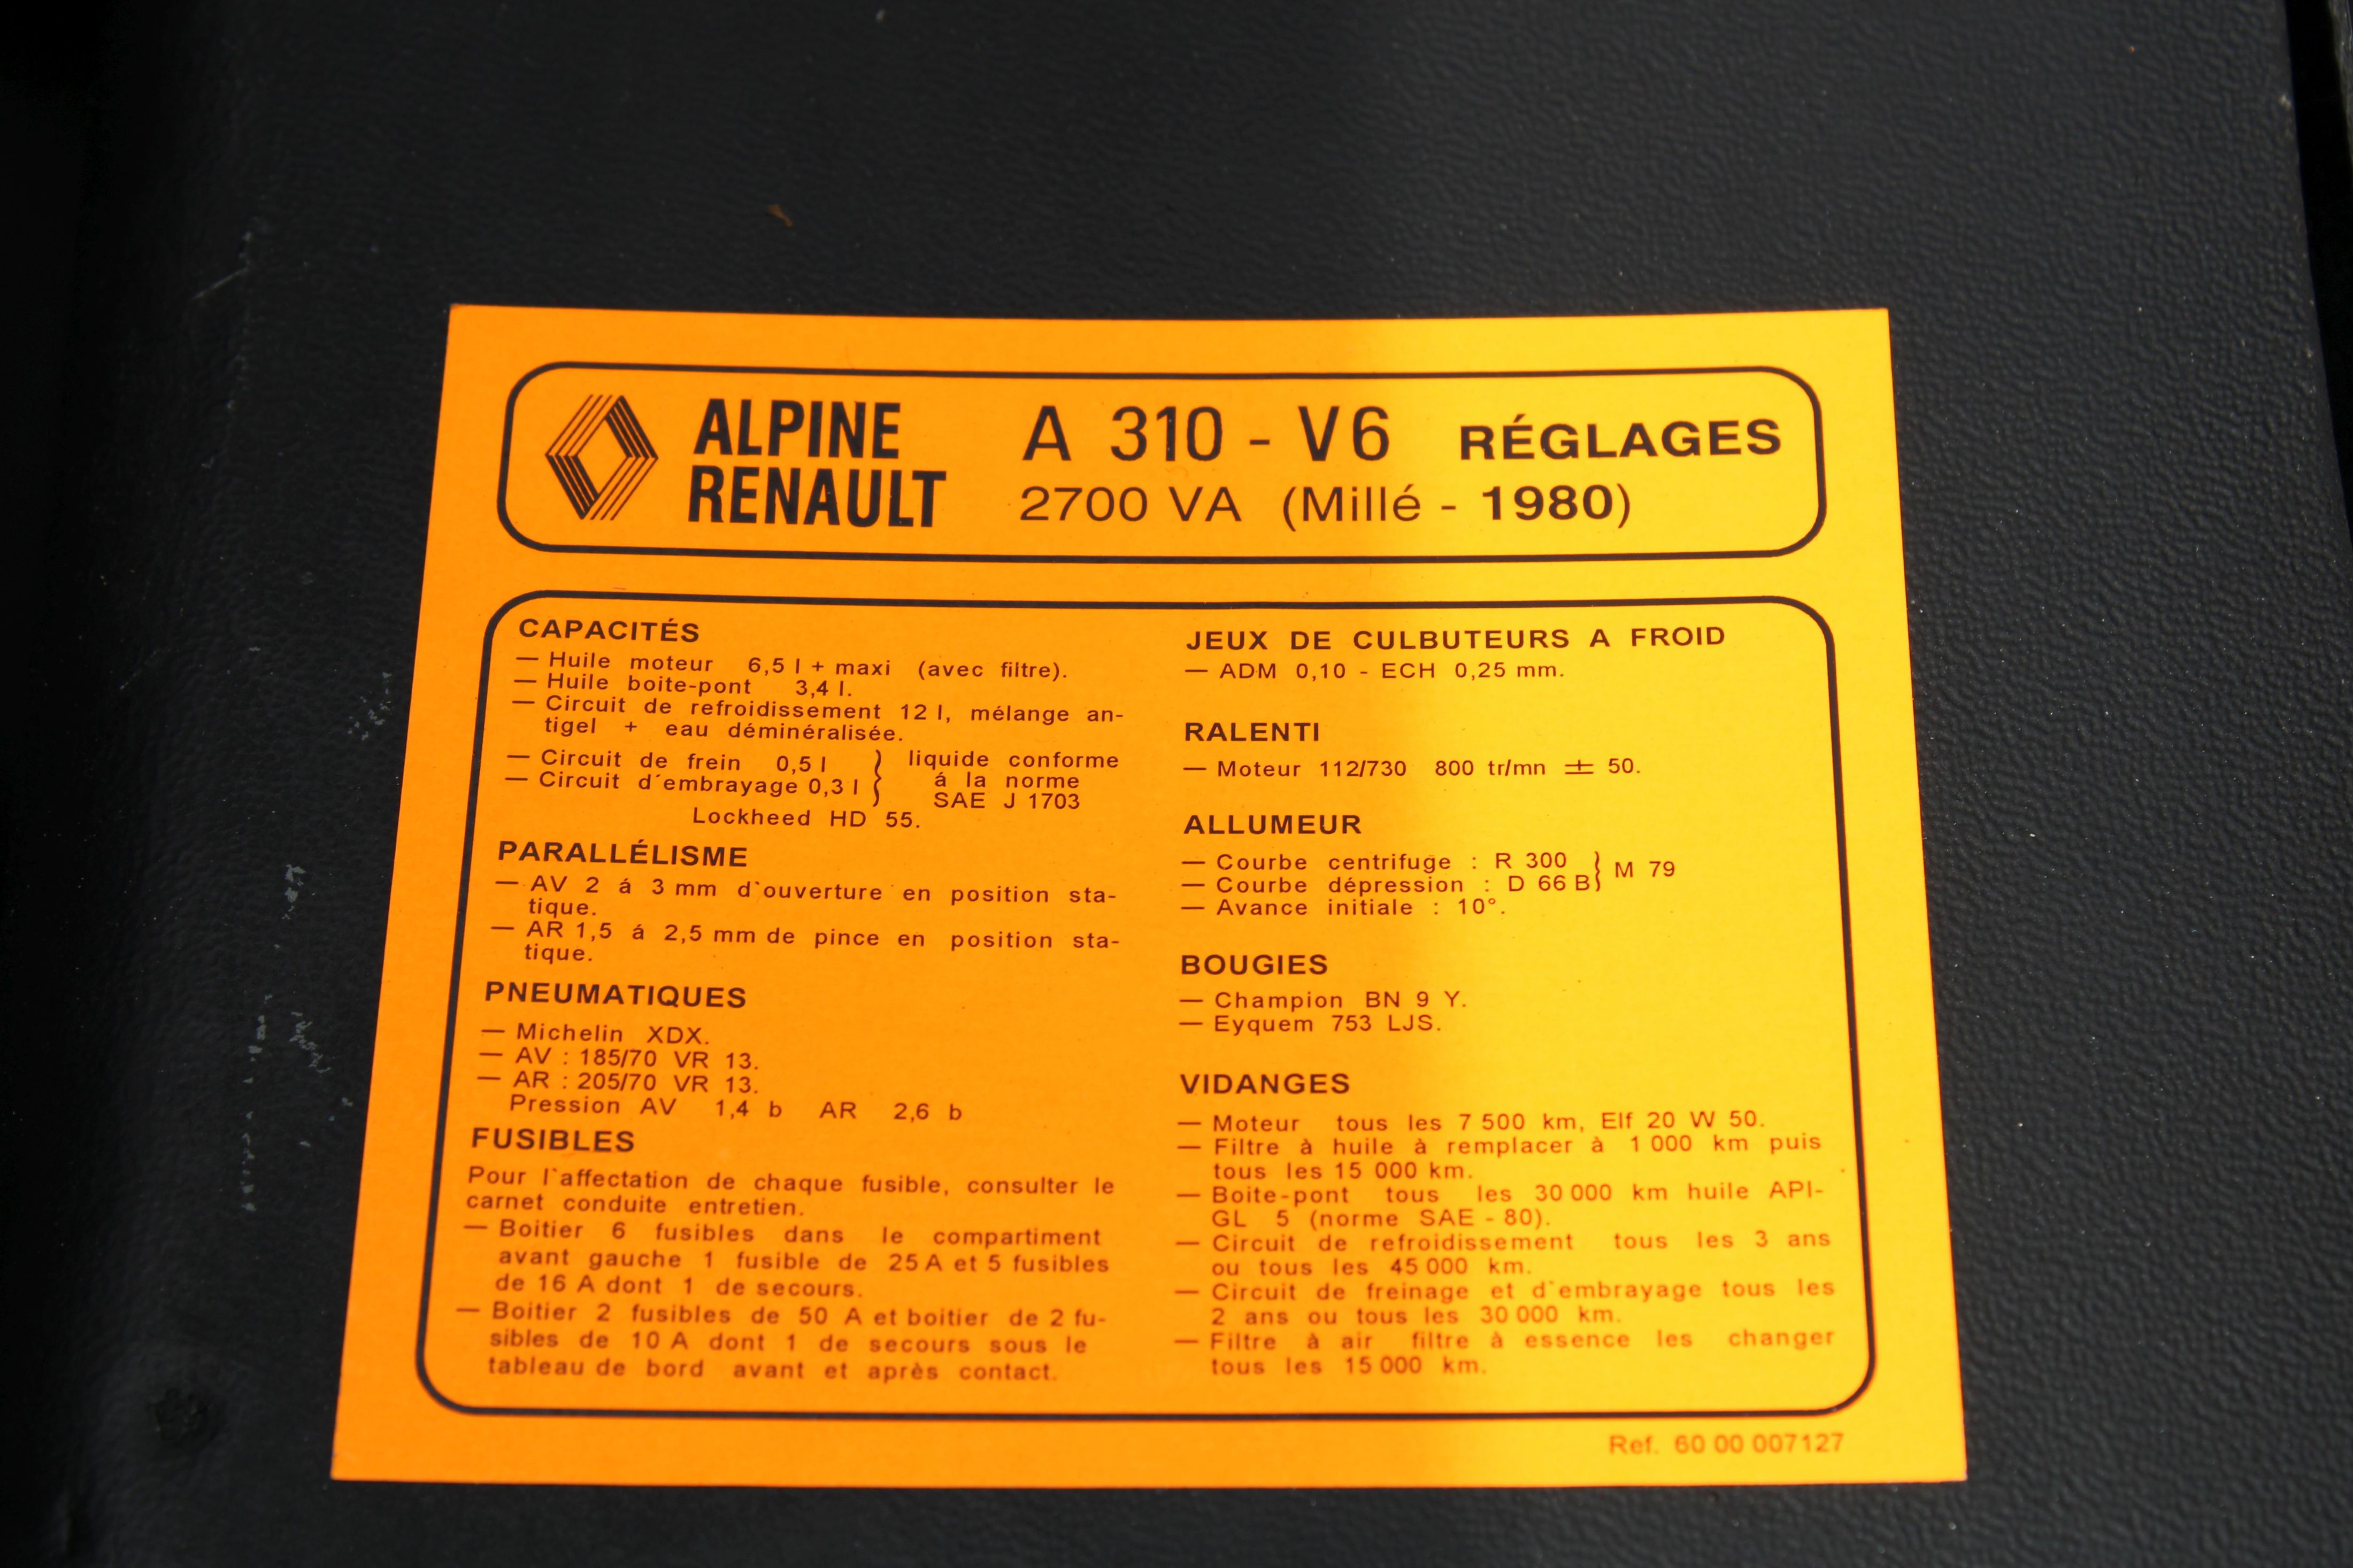 ALPINE
RENAULT
A 310 - V6 RÉGLAGES
2700 VA (Millé - 1980)
CAPACITÉS
— Huile moteur 6,5 l + maxi (avec filtre).
— Huile boite-pont 3,4 l.
— Circuit de refroidissement 12 l, mélange an-
tigel + eau déminéralisée.
— Circuit de frein 0,5 l } liquide conforme
— Circuit d´embrayage 0,3 l } á la norme
SAE J 1703
Lockheed HD 55.
PARALLÉLISME
— AV 2 á 3 mm d`ouverture en position sta-
tique.
— AR 1,5 á 2,5 mm de pince en position sta-
tique.
PNEUMATIQUES
— Michelin XDX.
— AV : 185/70 VR 13.
— AR : 205/70 VR 13.
Pression AV 1,4 b AR 2,6 b
FUSIBLES
Pour l`affectation de chaque fusible, consulter le
carnet conduite entretien.
— Boitier 6 fusibles dans le compartiment
avant gauche 1 fusible de 25 A et 5 fusibles
de 16 A dont 1 de secours.
— Boitier 2 fusibles de 50 A et boitier de 2 fu-
sibles de 10 A dont 1 de secours sous le
tableau de bord avant et après contact.
JEUX DE CULBUTEURS A FROID
— ADM 0,10 - ECH 0,25 mm.
RALENTI
— Moteur 112/730 800 tr/mn ± 50.
ALLUMEUR
— Courbe centrifuge : R 300 } M 79
— Courbe dépression : D 66 B }
— Avance initiale : 10°.
BOUGIES
— Champion BN 9 Y.
— Eyquem 753 LJS.
VIDANGES
— Moteur tous les 7 500 km, Elf 20 W 50.
— Filtre à huile à remplacer à 1 000 km puis
tous les 15 000 km.
— Boite-pont tous les 30 000 km huile API-
GL 5 (norme SAE - 80).
— Circuit de refroidissement tous les 3 ans
ou tous les 45 000 km.
— Circuit de freinage et d`embrayage tous les
2 ans ou tous les 30 000 km.
— Filtre à air filtre à essence les changer
tous les 15 000 km.
Ref. 60 00 007127